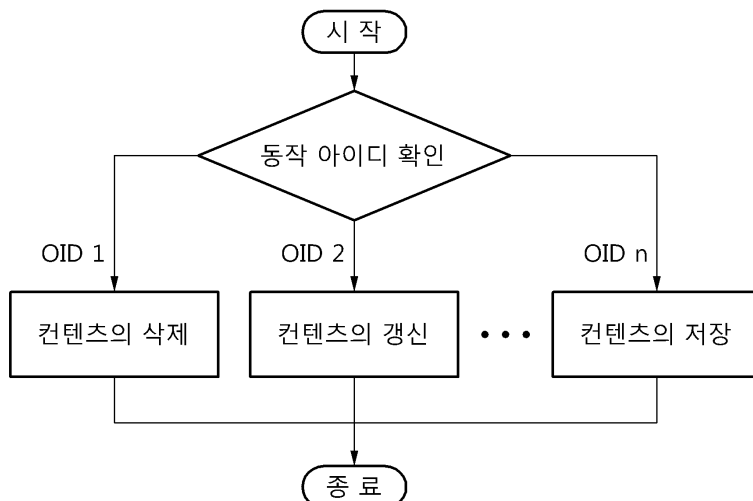 시 작
동작 아이디 확인
OID 1
OID 2
OID n
컨텐츠의 삭제
컨텐츠의 갱신
• • •
컨텐츠의 저장
종 료